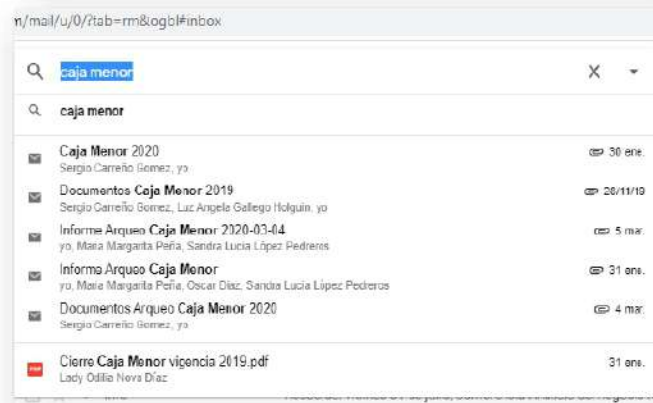 m/mail/u/0/?tab=rm&ogbl#inbox
caja menor
caja menor
Caja Menor 2020 30 ene.
Sergio Carreño Gomez, yo
Documentos Caja Menor 2019 28/11/19
Sergio Carreño Gomez, Luz Angela Gallego Holguin, yo
Informe Arqueo Caja Menor 2020-03-04 5 mar.
yo, Maria Margarita Peña, Sandra Lucia López Pedreros
Informe Arqueo Caja Menor 31 ene.
yo, Maria Margarita Peña, Oscar Diaz, Sandra Lucia López Pedreros
Documentos Arqueo Caja Menor 2020 4 mar.
Sergio Carreño Gomez, yo
Cierre Caja Menor vigencia 2019.pdf 31 ene.
Lady Odilia Nova Díaz